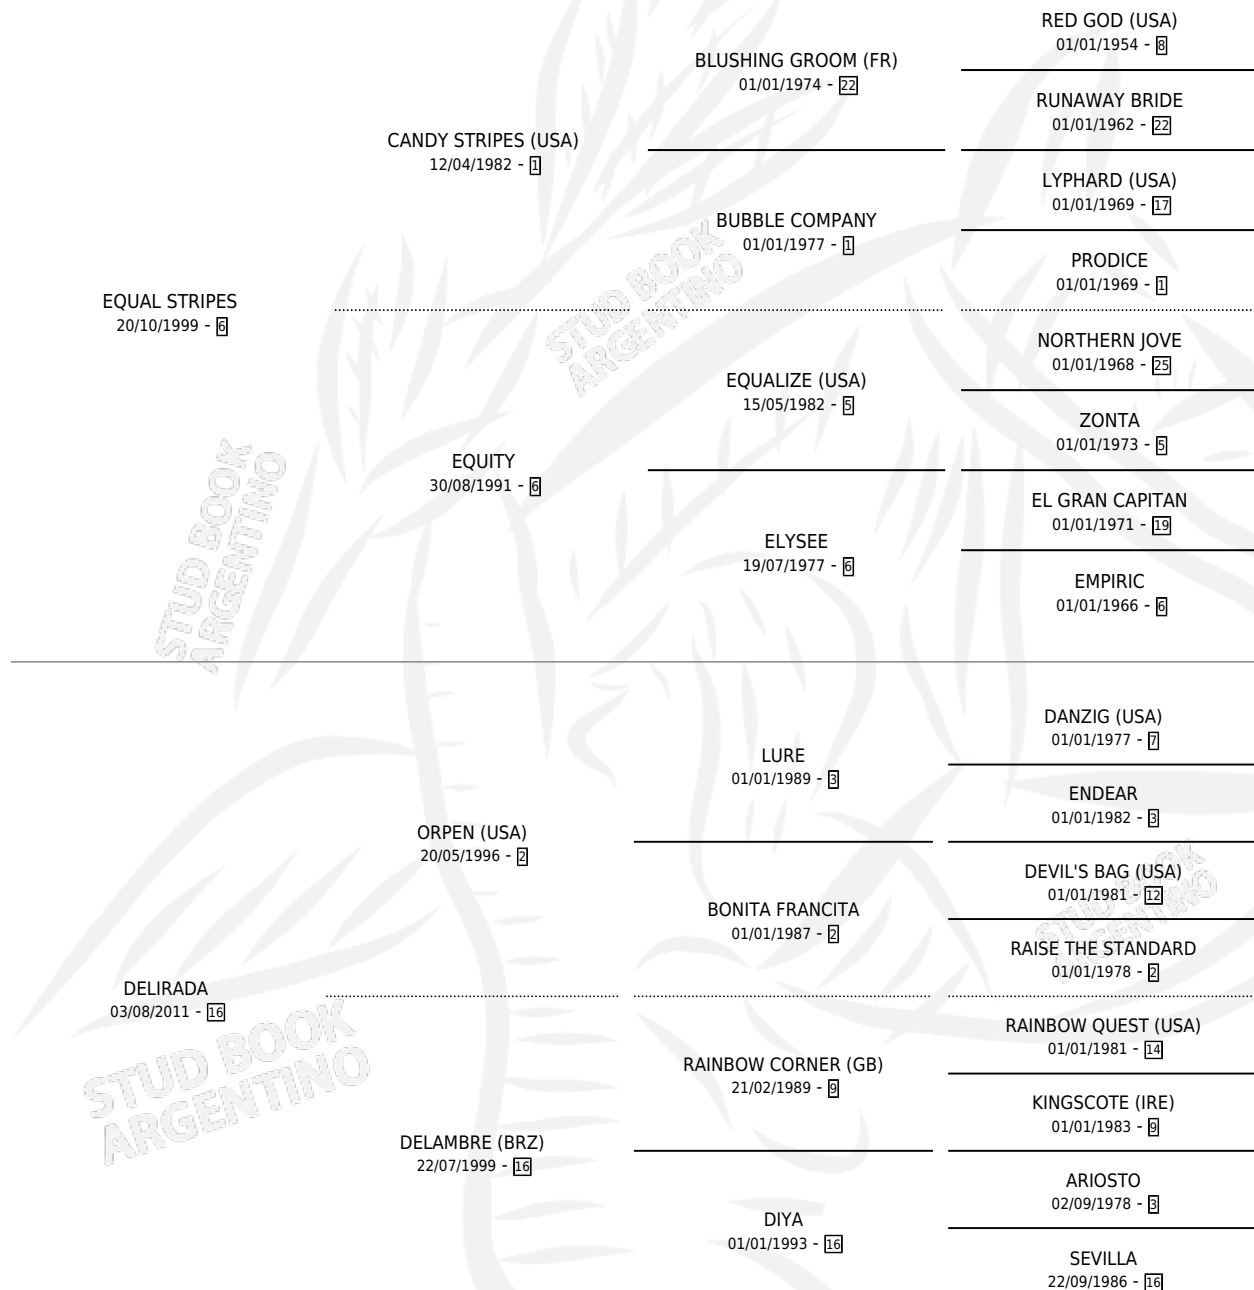 RED GOD (USA)
01/01/1954 - 8
BLUSHING GROOM (FR)
01/01/1974 - 22
RUNAWAY BRIDE
01/01/1962 - 22
CANDY STRIPES (USA)
12/04/1982 - 1
LYPHARD (USA)
01/01/1969 - 17
BUBBLE COMPANY
01/01/1977 - 1
PRODICE
01/01/1969 - 1
EQUAL STRIPES
20/10/1999 - 6
STUD BOOK
ARGENTINO
NORTHERN JOVE
01/01/1968 - 25
EQUALIZE (USA)
15/05/1982 - 5
ZONTA
01/01/1973 - 5
EQUITY
30/08/1991 - 6
EL GRAN CAPITAN
01/01/1971 - 19
ELYSEE
19/07/1977 - 6
EMPIRIC
01/01/1966 - 6
STUD BOOK
ARGENTINO
DANZIG (USA)
01/01/1977 - 7
LURE
01/01/1989 - 3
ENDEAR
01/01/1982 - 3
ORPEN (USA)
20/05/1996 - 2
DEVIL'S BAG (USA)
01/01/1981 - 12
BONITA FRANCITA
01/01/1987 - 2
STUD BOOK
ARGENTINO
RAISE THE STANDARD
01/01/1978 - 2
DELIRADA
03/08/2011 - 16
RAINBOW QUEST (USA)
01/01/1981 - 14
RAINBOW CORNER (GB)
21/02/1989 - 9
STUD BOOK
ARGENTINO
KINGSCOTE (IRE)
01/01/1983 - 9
DELAMBRE (BRZ)
22/07/1999 - 16
ARIOSTO
02/09/1978 - 3
DIYA
01/01/1993 - 16
SEVILLA
22/09/1986 - 16